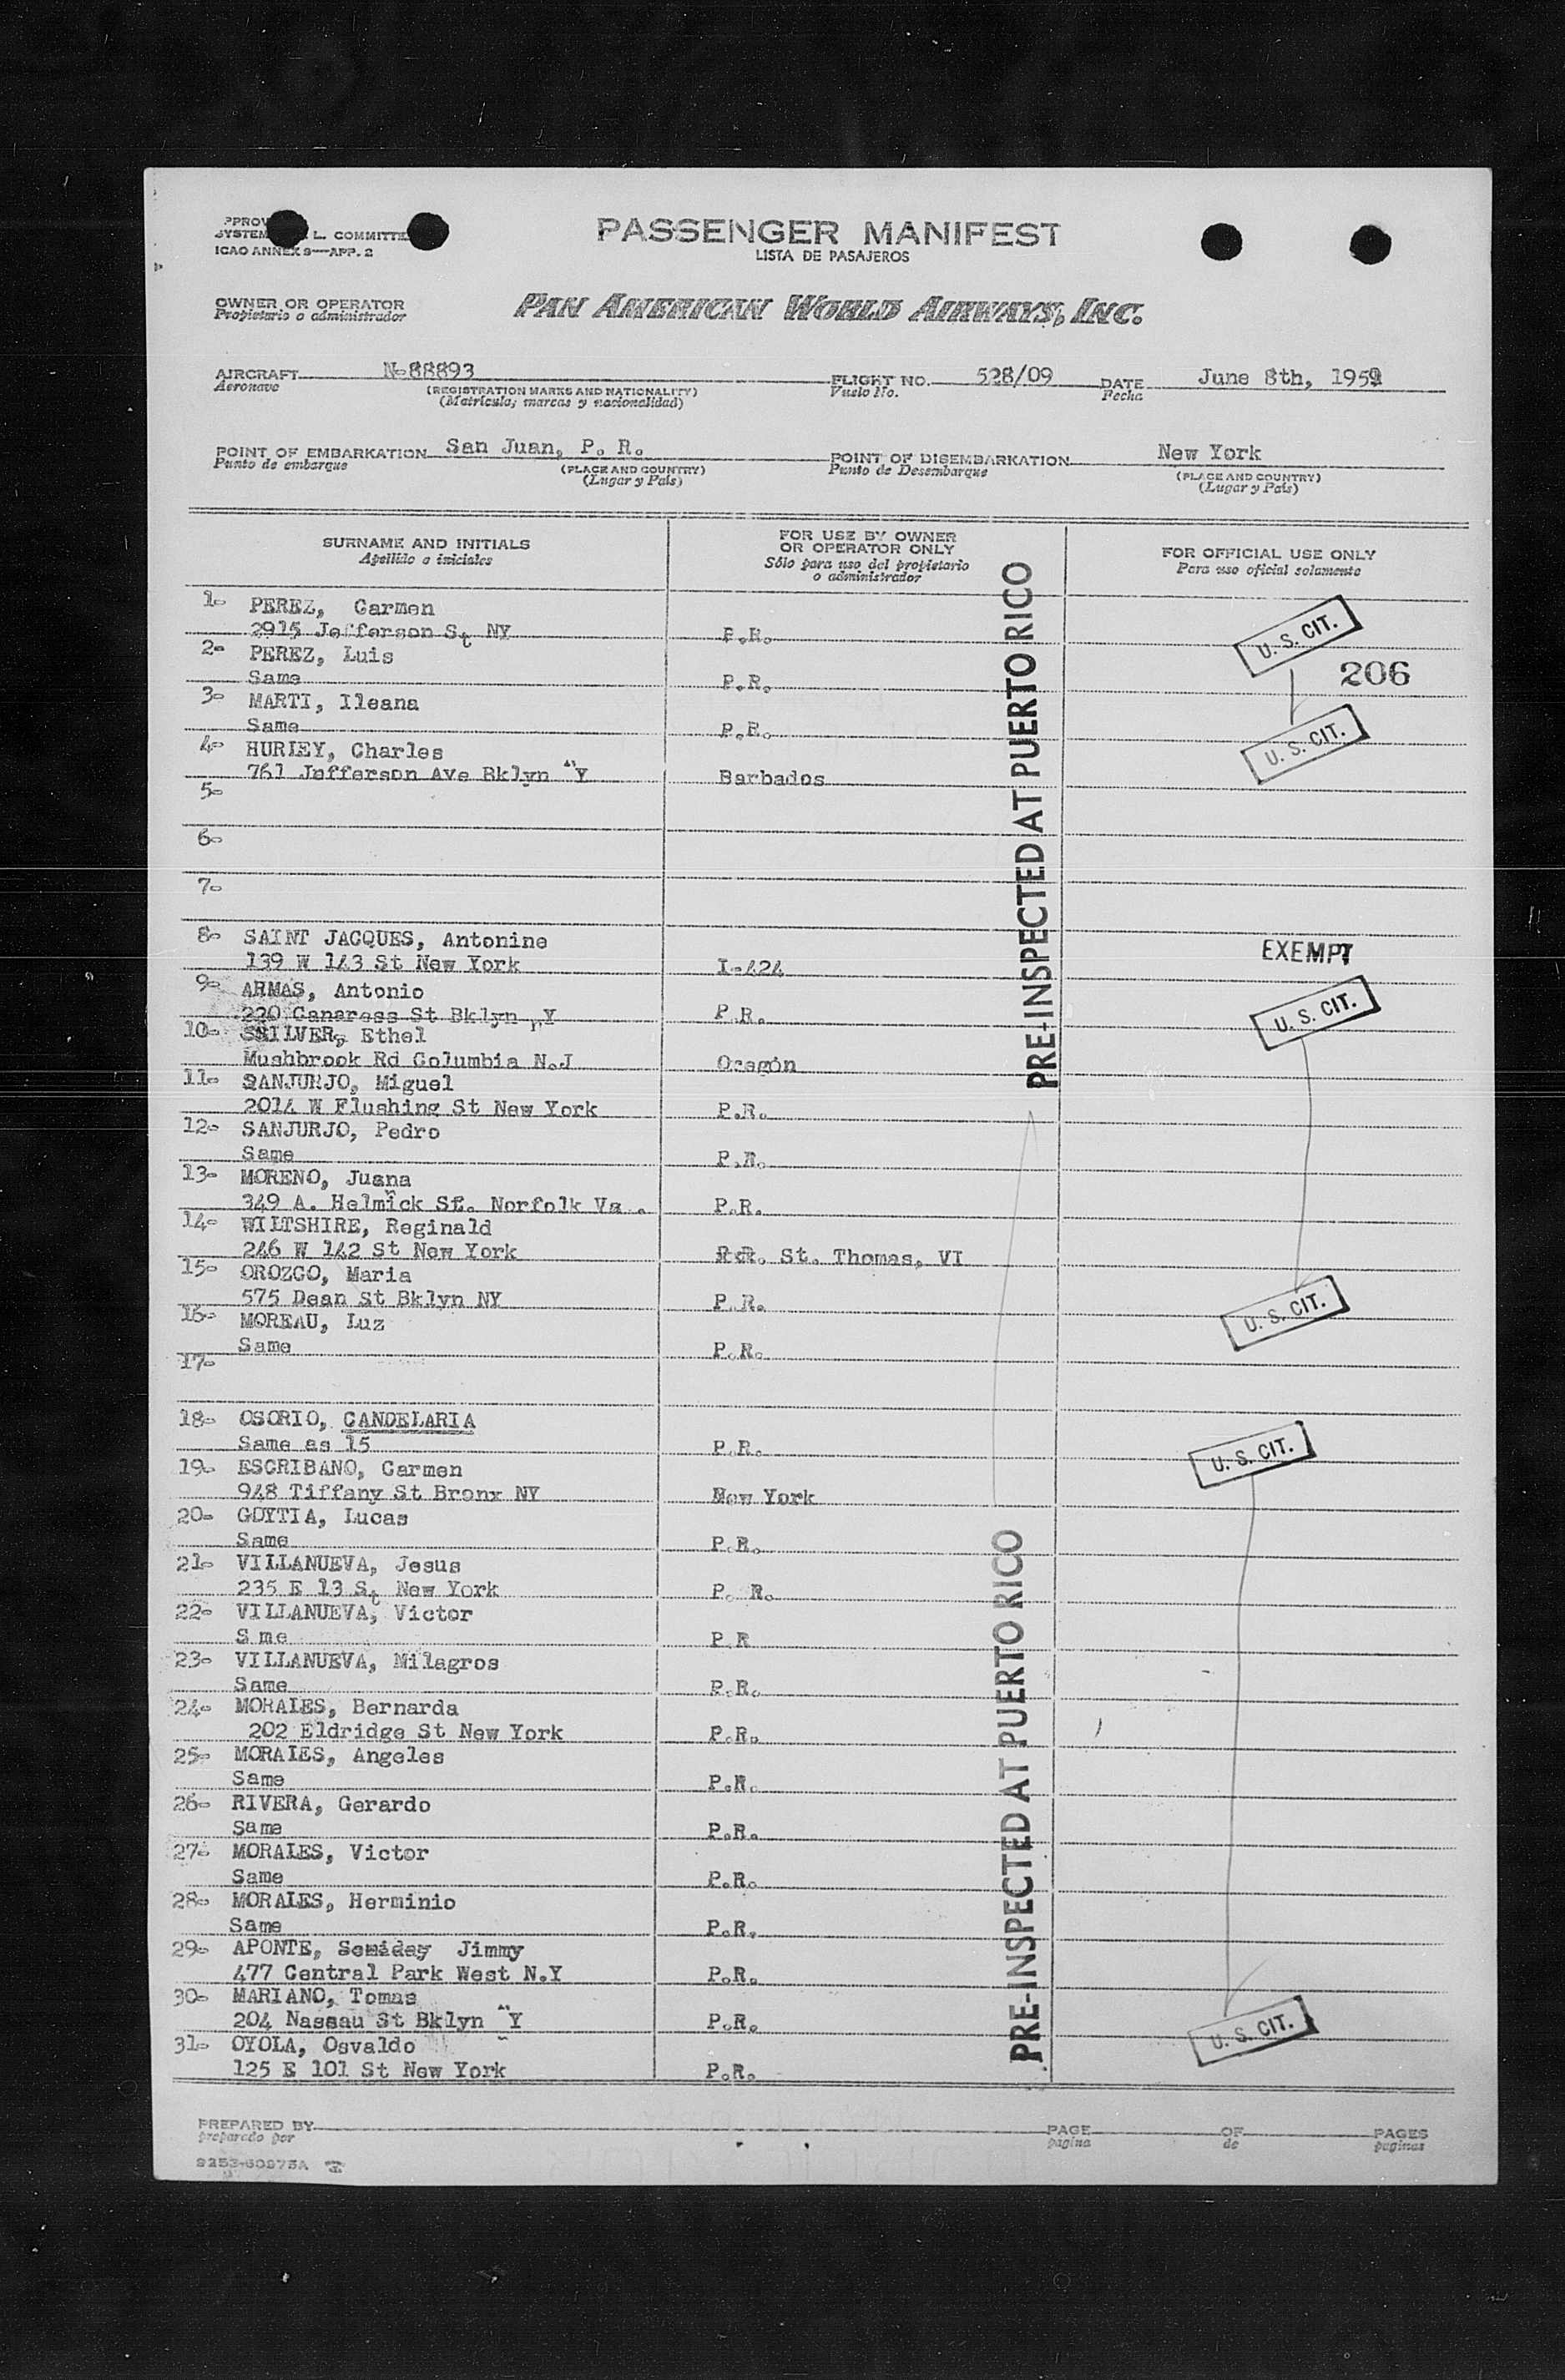 PASSENGER MANIFEST
LISTA DE PASAJEROS
L. COMMITTE
ICAO ANNEX 9—APP. 2
OWNER OR OPERATOR
Propietario o administrador
PAN AMERICAN WORLD AIRWAYS, INC.
AIRCRAFT N-88893 FLIGHT NO. 528/09 DATE June 8th, 1959
Aeronave (REGISTRATION MARKS AND NATIONALITY) Vuelo No. Fecha
(Matricula, marcas y nacionalidad)
POINT OF EMBARKATION San Juan, P. R. POINT OF DISEMBARKATION New York
Punto de embarque (PLACE AND COUNTRY) Punto de Desembarque (PLACE AND COUNTRY)
(Lugar y País) (Lugar y País)
SURNAME AND INITIALS
Apellido e iniciales
FOR USE BY OWNER
OR OPERATOR ONLY
Sólo para uso del propietario
o administrador
FOR OFFICIAL USE ONLY
Para uso oficial solamente
PRE-INSPECTED AT PUERTO RICO
1- PEREZ, Carmen
2915 Jefferson St NY P.R.
U. S. CIT.
2- PEREZ, Luis
Same P.R.
206
3- MARTI, Ileana
Same P.R.
U. S. CIT.
4- HURLEY, Charles
761 Jefferson Ave Bklyn NY Barbados
5-
6-
7-
8- SAINT JACQUES, Antonine EXEMPT
139 W 143 St New York I-424
9- ARMAS, Antonio
220 Canaress St Bklyn NY P.R.
U. S. CIT.
10- SILVER, Ethel
Mushbrook Rd Columbia N.J Oregon
11- SANJURJO, Miguel
2014 W Flushing St New York P.R.
12- SANJURJO, Pedro
Same P.R.
13- MORENO, Juana
349 A. Helmick St. Norfolk Va. P.R.
14- WILTSHIRE, Reginald
246 W 142 St New York P.R. St. Thomas, VI
15- OROZCO, Maria
575 Dean St Bklyn NY P.R.
U. S. CIT.
16- MOREAU, Luz
Same P.R.
17-
18- OSORIO, CANDELARIA
Same as 15 P.R.
U. S. CIT.
19- ESCRIBANO, Carmen
948 Tiffany St Bronx NY New York
20- GOYTIA, Lucas
Same P.R.
PRE-INSPECTED AT PUERTO RICO
21- VILLANUEVA, Jesus
235 E 13 St New York P. R.
22- VILLANUEVA, Victor
S me P.R
23- VILLANUEVA, Milagros
Same P.R.
24- MORALES, Bernarda
202 Eldridge St New York P.R.
25- MORALES, Angeles
Same P.R.
26- RIVERA, Gerardo
Same P.R.
27- MORALES, Victor
Same P.R.
28- MORALES, Herminio
Same P.R.
29- APONTE, Semiday Jimmy
477 Central Park West N.Y P.R.
30- MARIANO, Tomas
204 Nassau St Bklyn NY P.R.
U. S. CIT.
31- OYOLA, Osvaldo
125 E 101 St New York P.R.
PREPARED BY PAGE OF PAGES
preparado por página de páginas
9253-60975A